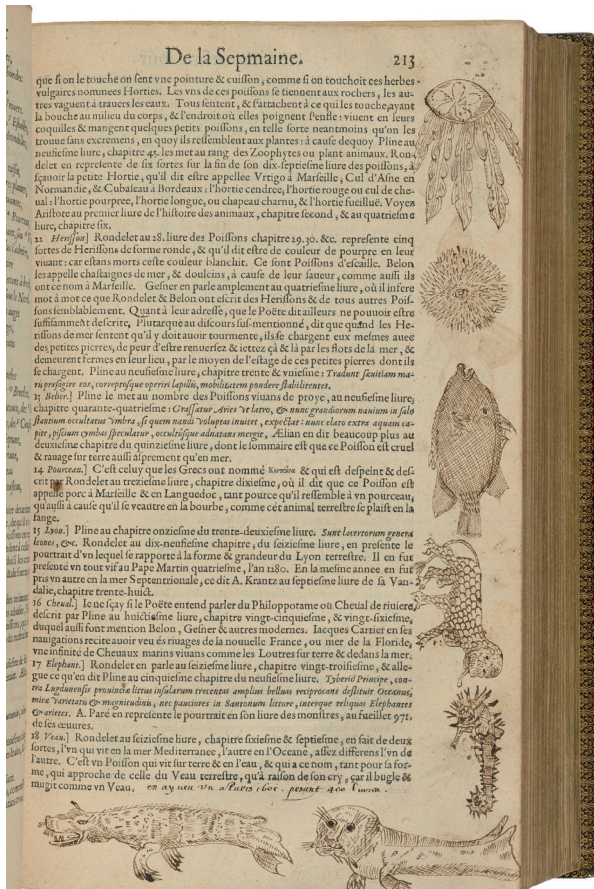 De la Sepmaine. 213
que si on le touche on sent vne pointure & cuisson, comme si on touchoit ces herbes
vulgaires nommees Horties. Les vns de ces poissons se tiennent aux rochers, les au-
tres vaguent à trauers les eaux. Tous sentent, & s'attachent à ce qui les touche, ayant
la bouche au milieu du corps, & l'endroit où elles poignent s'enfle: viuent en leurs
coquilles & mangent quelques petits poissons, en telle sorte neantmoins qu'on les
trouue sans excremens, en quoy ils ressemblent aux plantes: à cause dequoy Pline au
neufiesme liure, chapitre 45. les met au rang des Zoophytes ou plant-animaux. Ron-
delet en represente de six sortes sur la fin de son dix-septiesme liure des poissons, à
sçauoir la petite Hortie, qu'il dit estre appellee Vrtigo à Marseille; Cul d'Asne en
Normandie, & Cubaseau à Bordeaux: l'hortie cendree, l'hortie rouge ou cul de che-
ual: l'hortie pourpree, l'hortie longue, ou chapeau charnu, & l'hortie fueilluë. Voyez
Aristote au premier liure de l'histoire des animaux, chapitre second, & au quatriesme
liure, chapitre six.
12 Herisson] Rondelet au 18. liure des Poissons chapitre 29. 30. &c. represente cinq
sortes de Herissons de forme ronde, & qu'il dit estre de couleur de pourpre en leur
viuant: car estans morts ceste couleur blanchit. Ce sont Poissons d'escaille. Belon
les appelle chastaignes de mer, & doulcins, à cause de leur saueur, comme aussi ils
ont ce nom à Marseille. Gesner en parle amplement au quatriesme liure, où il infere
mot à mot ce que Rondelet & Belon ont escrit des Herissons & de tous autres Pois-
sons semblablement. Quant à leur adresse, que le Poëte dit ailleurs ne pouuoir estre
suffisamment descrite, Plutarque au discours sus-mentionné, dit que quand les He-
rissons de mer sentent qu'il y doit auoir tourmente, ils se chargent eux mesmes auec
des petites pierres, de peur d'estre renuersez & iettez çà & là par les flots de la mer, &
demeurent fermes en leur lieu, par le moyen de l'estage de ces petites pierres dont ils
se chargent. Pline au neufiesme liure, chapitre trente & vniesme: Tradunt sæuitiam ma-
ris præsagire eos, correptosque operiri lapillis, mobilitatem pondere stabilitentes.
13 Belier.] Pline le met au nombre des Poissons viuans de proye, au neufiesme liure,
chapitre quarante-quatriesme: Grassatur Aries vt latro, & nunc grandiorum nauium in salo
stantium occultatus vmbra, si quem nandi voluptas inuitet, expectat: nunc elato extra aquam ca-
pite, piscium cymbas speculatur, occultúsque adnatans mergit, Ælian en dit beaucoup plus au
deuxiesme chapitre du quinziesme liure, dont le sommaire est que ce Poisson est cruel
& rauage sur terre aussi asprement qu'en mer.
14 Pourceau.] C'est celuy que les Grecs ont nommé & qui est despeint & des-
crit par Rondelet au treziesme liure, chapitre dixiesme, où il dit que ce Poisson est
appellé porc à Marseille & en Languedoc, tant pource qu'il ressemble à vn pourceau,
qu'aussi à cause qu'il se veautre en la bourbe, comme cét animal terrestre se plaist en la
fange.
15 Lyon.] Pline au chapitre onziesme du trente-deuxiesme liure. Sunt lacertorum genera
leones, &c. Rondelet au dix-neufiesme chapitre, du seiziesme liure, en presente le
pourtrait d'vn lequel se rapporte à la forme & grandeur du Lyon terrestre. Il en fut
presenté vn tout vif au Pape Martin quatriesme, l'an 1280. En la mesme annee en fut
pris vn autre en la mer Septentrionale, ce dit A. Krantz au septiesme liure de sa Van-
dalie, chapitre trente-huict.
16 Cheual.] Ie ne sçay si le Poëte entend parler du Philoppotame ou Cheual de riuiere,
descrit par Pline au huictiesme liure, chapitre vingt-cinquiesme, & vingt-sixiesme,
duquel aussi font mention Belon, Gesner & autres modernes. Iacques Cartier en ses
nauigations recite auoir veu és riuages de la nouuelle France, ou mer de la Floride,
vne infinité de Cheuaux marins viuans comme les Loutres sur terre & dedans la mer.
17 Elephant.] Rondelet en parle au seiziesme liure, chapitre vingt-troisiesme, & alle-
gue ce qu'en dit Pline au cinquiesme chapitre du neufiesme liure. Tyberio Principe, con-
tra Lugdunensis prouinciæ littus insularum trecentas amplius belluas reciprocans destituit Oceanus,
miræ varietatis & magnitudinis, nec pauciores in Santonum littore, interque reliquas Elephantes
& arietes. A. Paré en represente le pourtrait en son liure des monstres, au fueillet 971.
de ses œuures.
18 Veau.] Rondelet au seiziesme liure, chapitre sixiesme & septiesme, en fait de deux
sortes, l'vn qui vit en la mer Mediterranee, l'autre en l'Oceane, assez differens l'vn de
l'autre. C'est vn Poisson qui vit sur terre & en l'eau, & qui a ce nom, tant pour sa for-
me, qui approche de celle du Veau terrestre, qu'à raison de son cry, car il bugle &
mugit comme vn Veau. en ay veu vn a Paris 1601. pesant 400 liures.